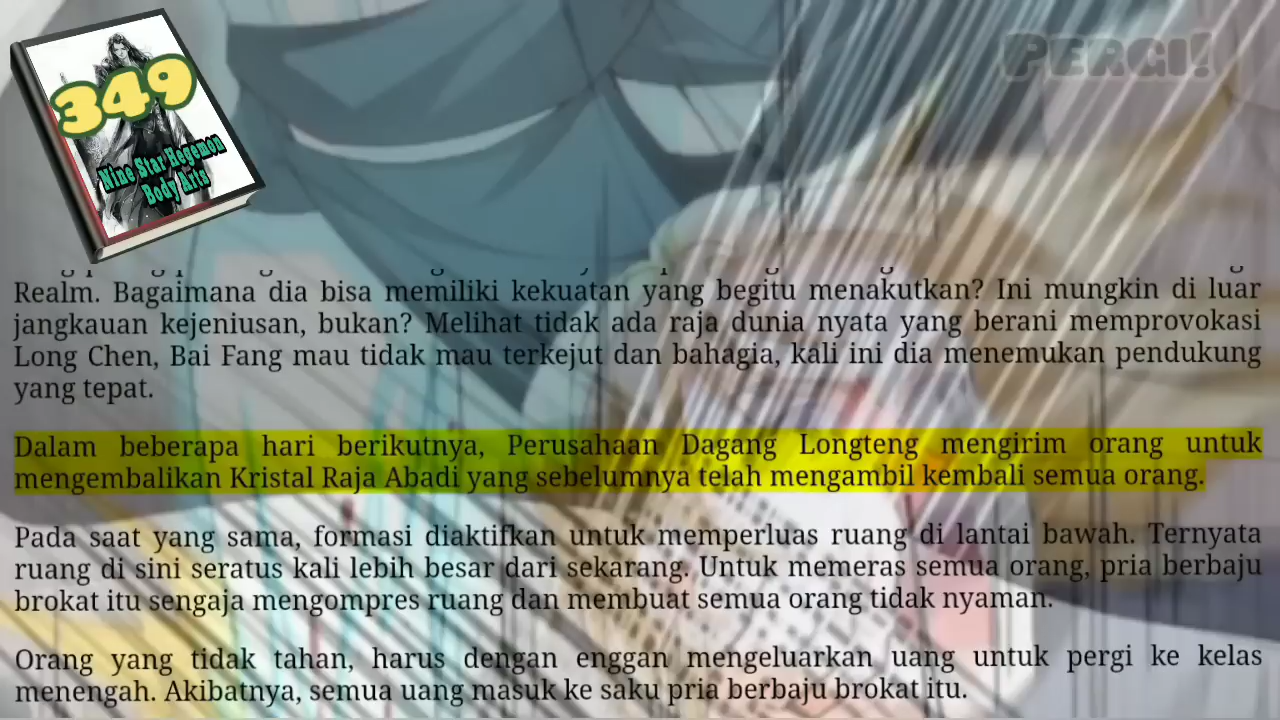 349
Nine Star Hegemon
Body Arts
PERGI!
Realm. Bagaimana dia bisa memiliki kekuatan yang begitu menakutkan? Ini mungkin di luar
jangkauan kejeniusan, bukan? Melihat tidak ada raja dunia nyata yang berani memprovokasi
Long Chen, Bai Fang mau tidak mau terkejut dan bahagia, kali ini dia menemukan pendukung
yang tepat.
Dalam beberapa hari berikutnya, Perusahaan Dagang Longteng mengirim orang untuk
mengembalikan Kristal Raja Abadi yang sebelumnya telah mengambil kembali semua orang.
Pada saat yang sama, formasi diaktifkan untuk memperluas ruang di lantai bawah. Ternyata
ruang di sini seratus kali lebih besar dari sekarang. Untuk memeras semua orang, pria berbaju
brokat itu sengaja mengompres ruang dan membuat semua orang tidak nyaman.
Orang yang tidak tahan, harus dengan enggan mengeluarkan uang untuk pergi ke kelas
menengah. Akibatnya, semua uang masuk ke saku pria berbaju brokat itu.